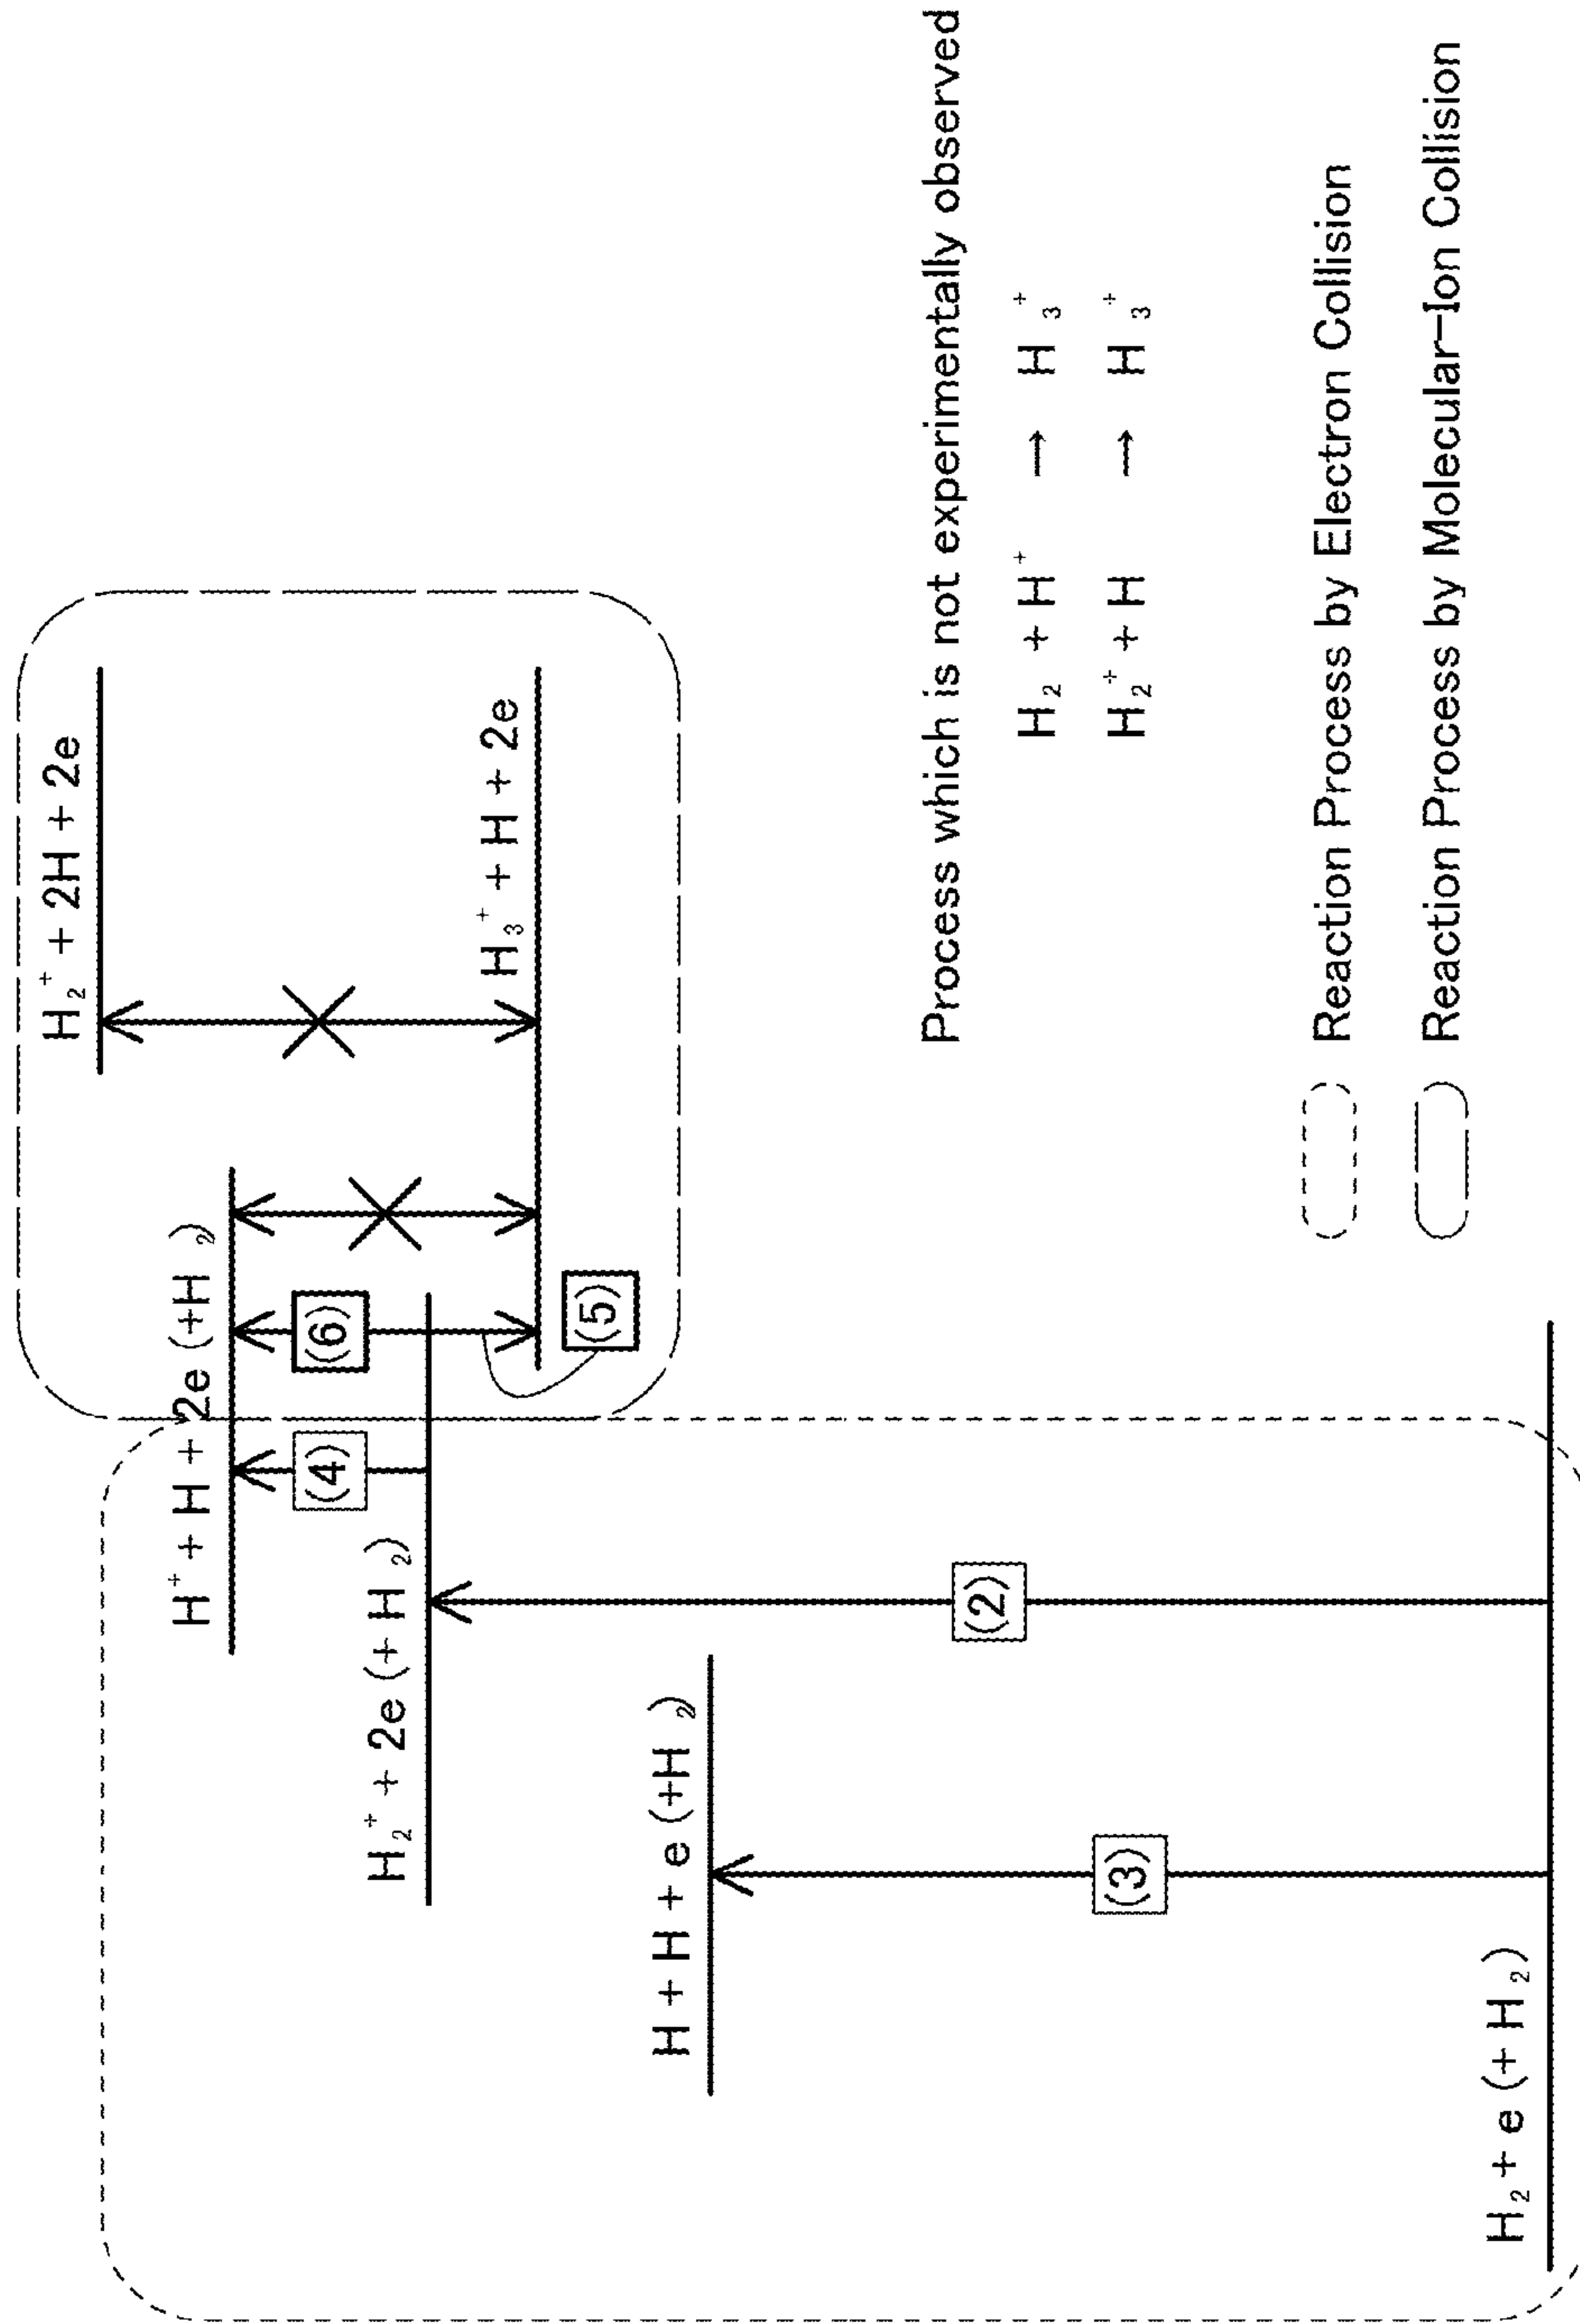 H₂⁺ + 2H + 2e
H⁺ + H + 2e (+H₂)
(6)
(4)
H₂⁺ + 2e (+ H₂)
H₃⁺ + H + 2e
(5)
H + H + e (+H₂)
(2)
(3)
H₂ + e (+ H₂)
Process which is not experimentally observed
H₂ + H⁺ → H₃⁺
H₂⁺ + H → H₃⁺
Reaction Process by Electron Collision
Reaction Process by Molecular-Ion Collision